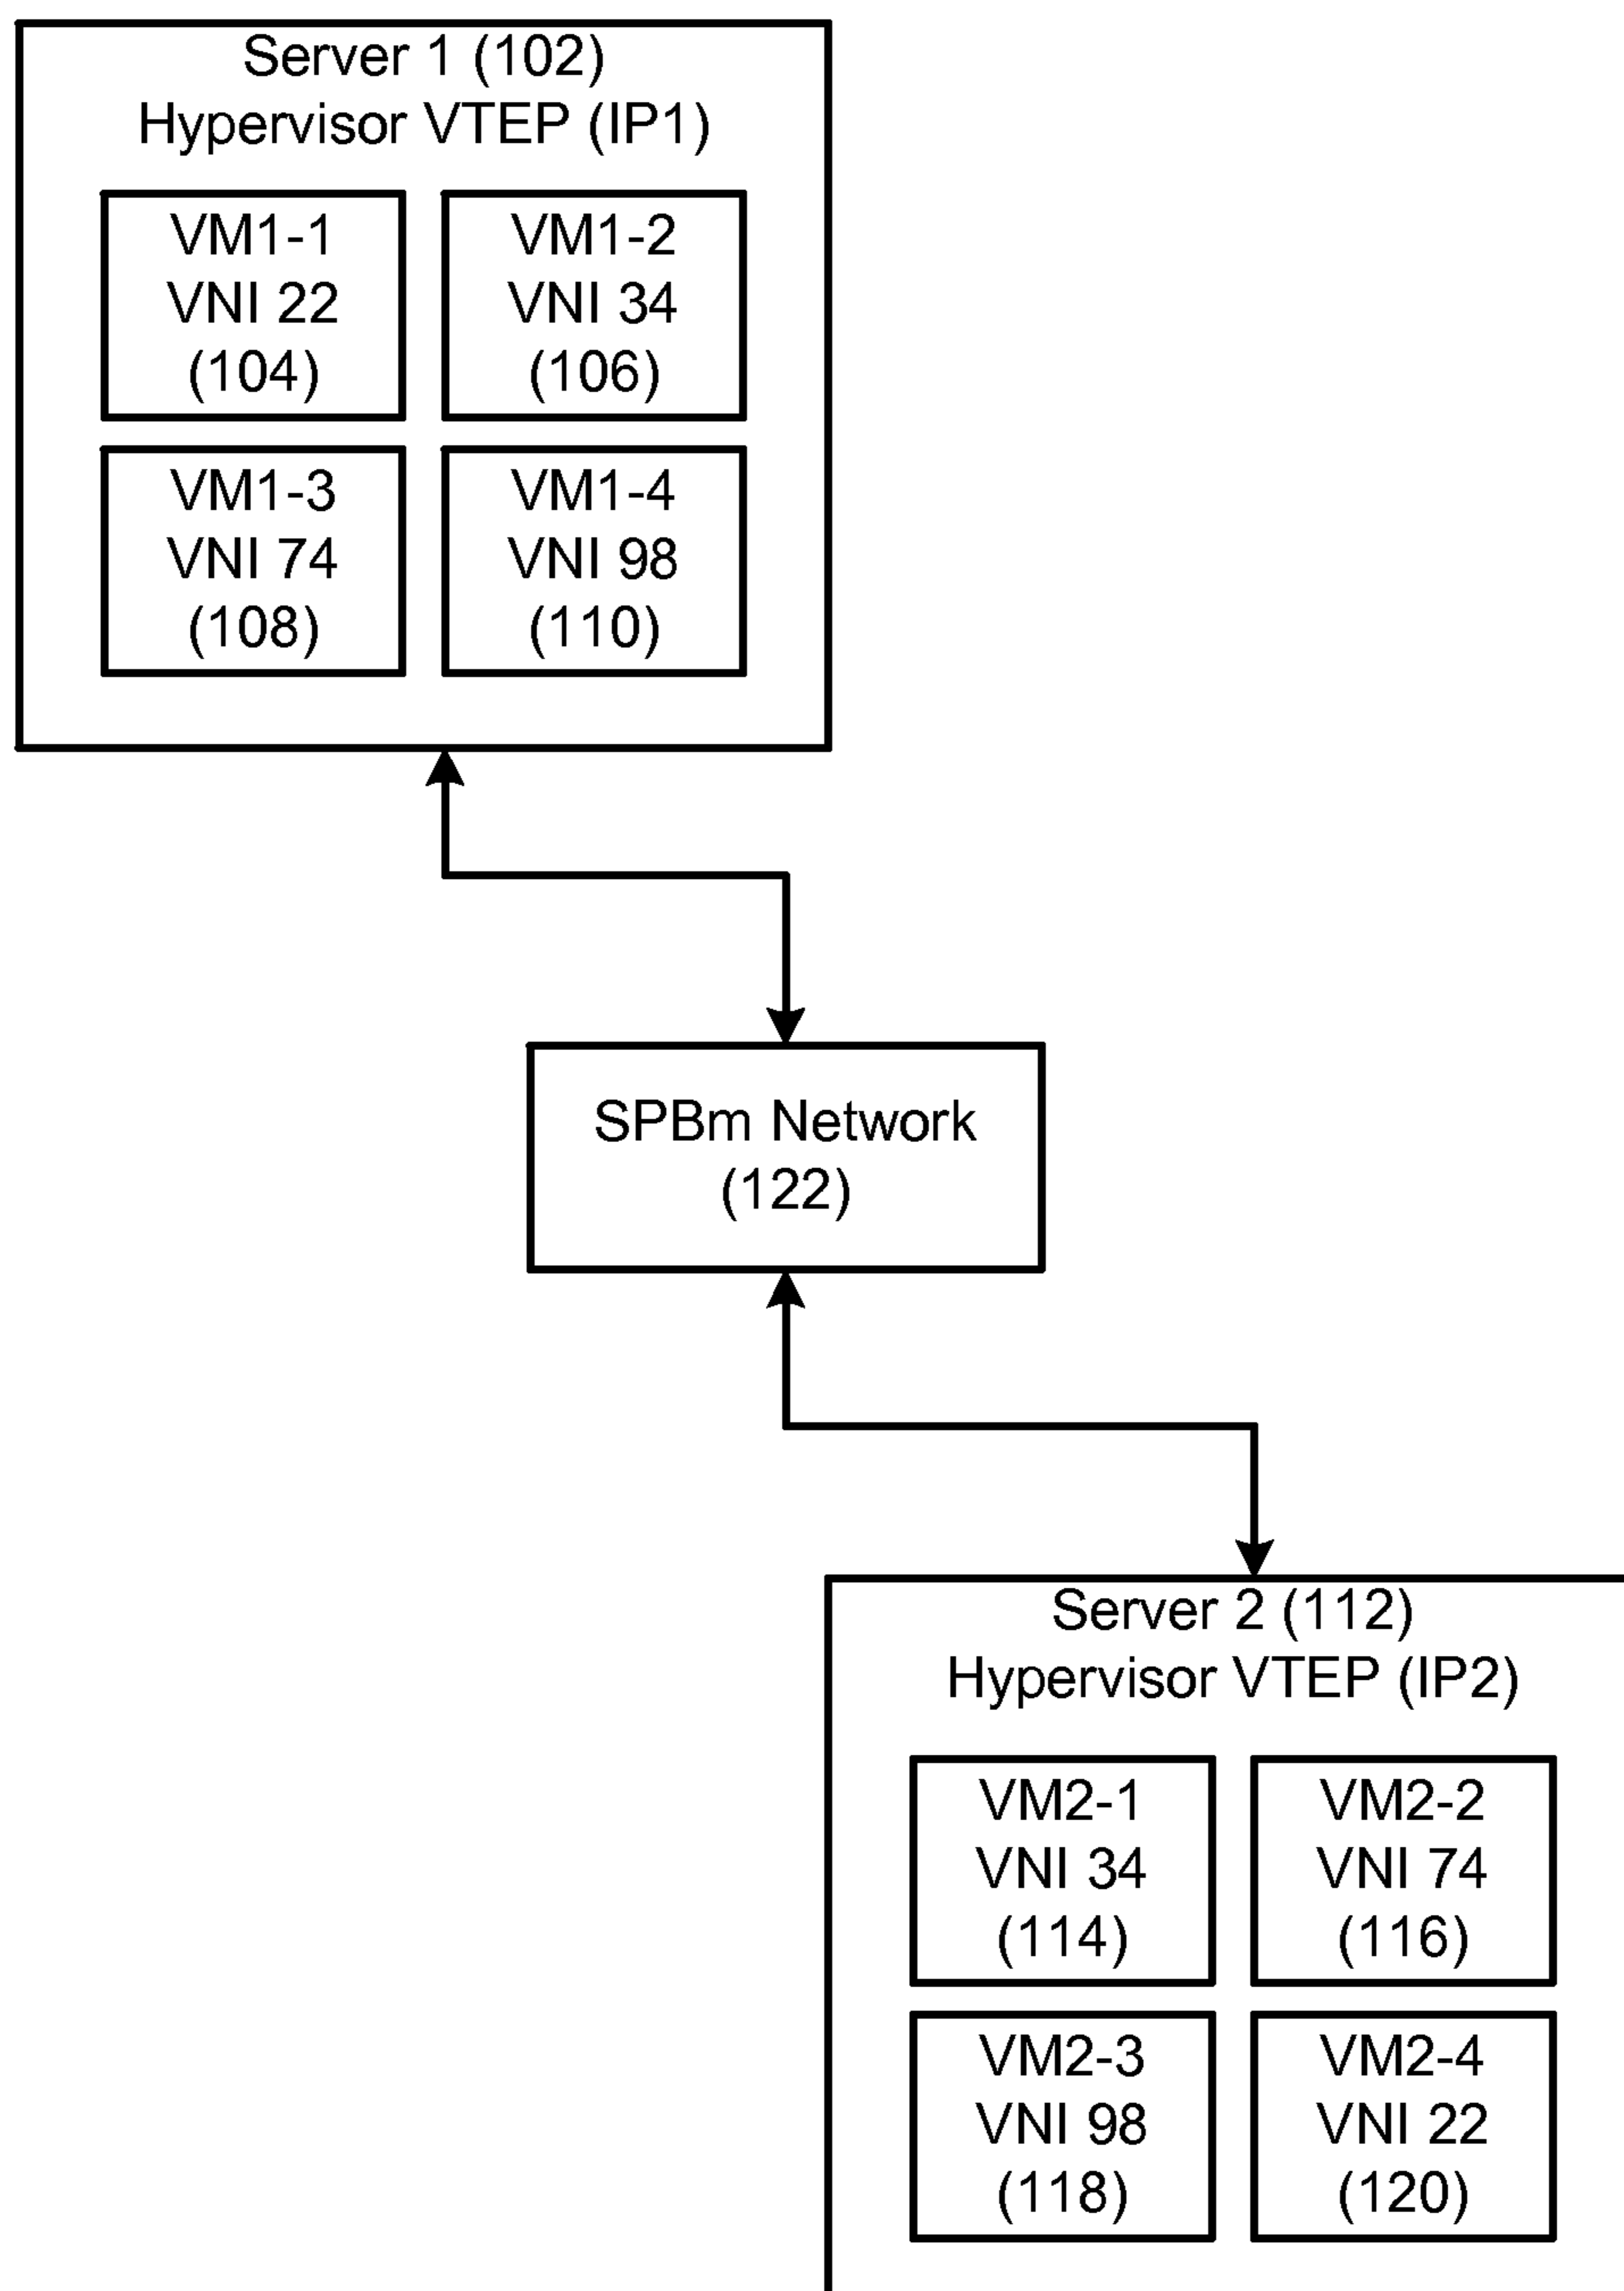 Server 1 (102)
Hypervisor VTEP (IP1)
VM1-1
VNI 22
(104)
VM1-2
VNI 34
(106)
VM1-3
VNI 74
(108)
VM1-4
VNI 98
(110)
SPBm Network
(122)
Server 2 (112)
Hypervisor VTEP (IP2)
VM2-1
VNI 34
(114)
VM2-2
VNI 74
(116)
VM2-3
VNI 98
(118)
VM2-4
VNI 22
(120)